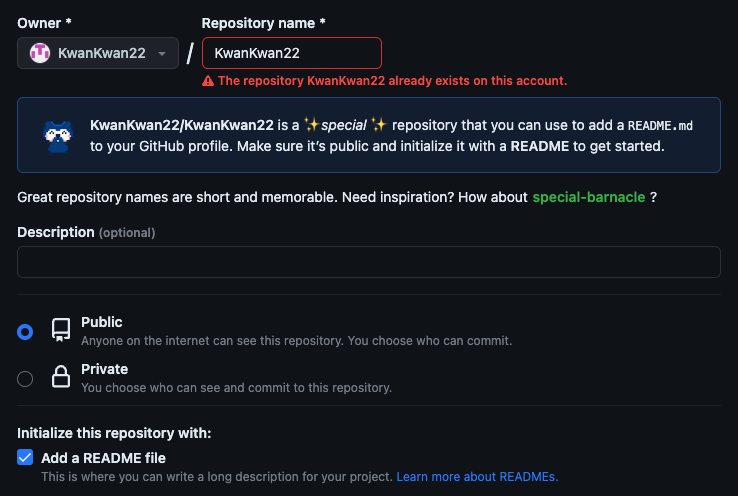 Owner * Repository name *
KwanKwan22 / KwanKwan22
The repository KwanKwan22 already exists on this account.
KwanKwan22/KwanKwan22 is a ✨special✨ repository that you can use to add a README.md
to your GitHub profile. Make sure it's public and initialize it with a README to get started.
Great repository names are short and memorable. Need inspiration? How about special-barnacle ?
Description (optional)
Public
Anyone on the internet can see this repository. You choose who can commit.
Private
You choose who can see and commit to this repository.
Initialize this repository with:
Add a README file
This is where you can write a long description for your project. Learn more about READMEs.